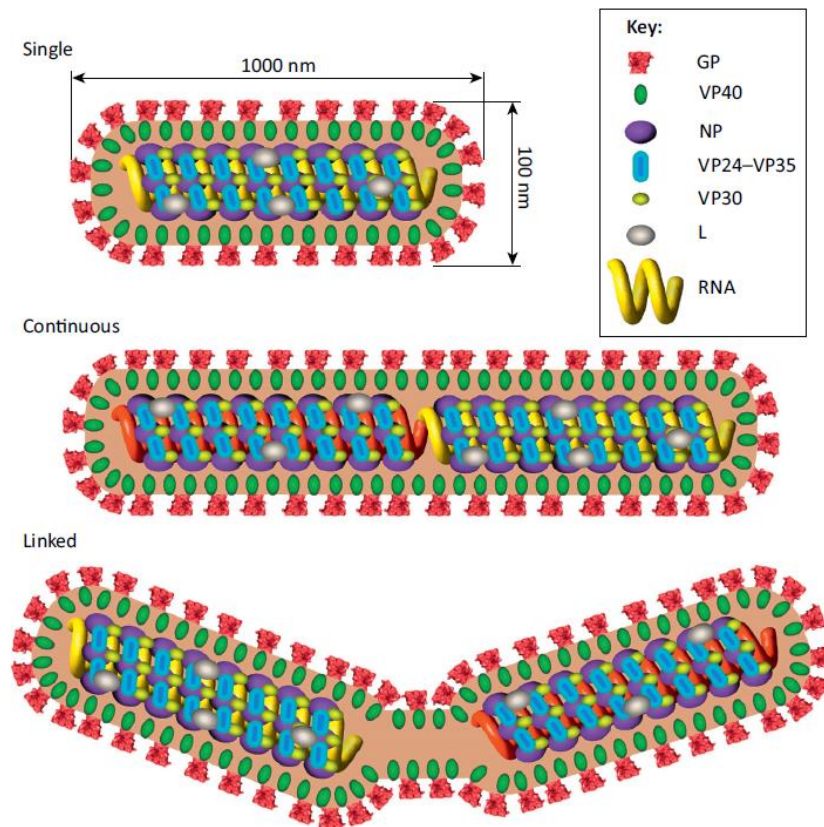 Single
1000 nm
100 nm
Key:
GP
VP40
NP
VP24–VP35
VP30
L
RNA
Continuous
Linked